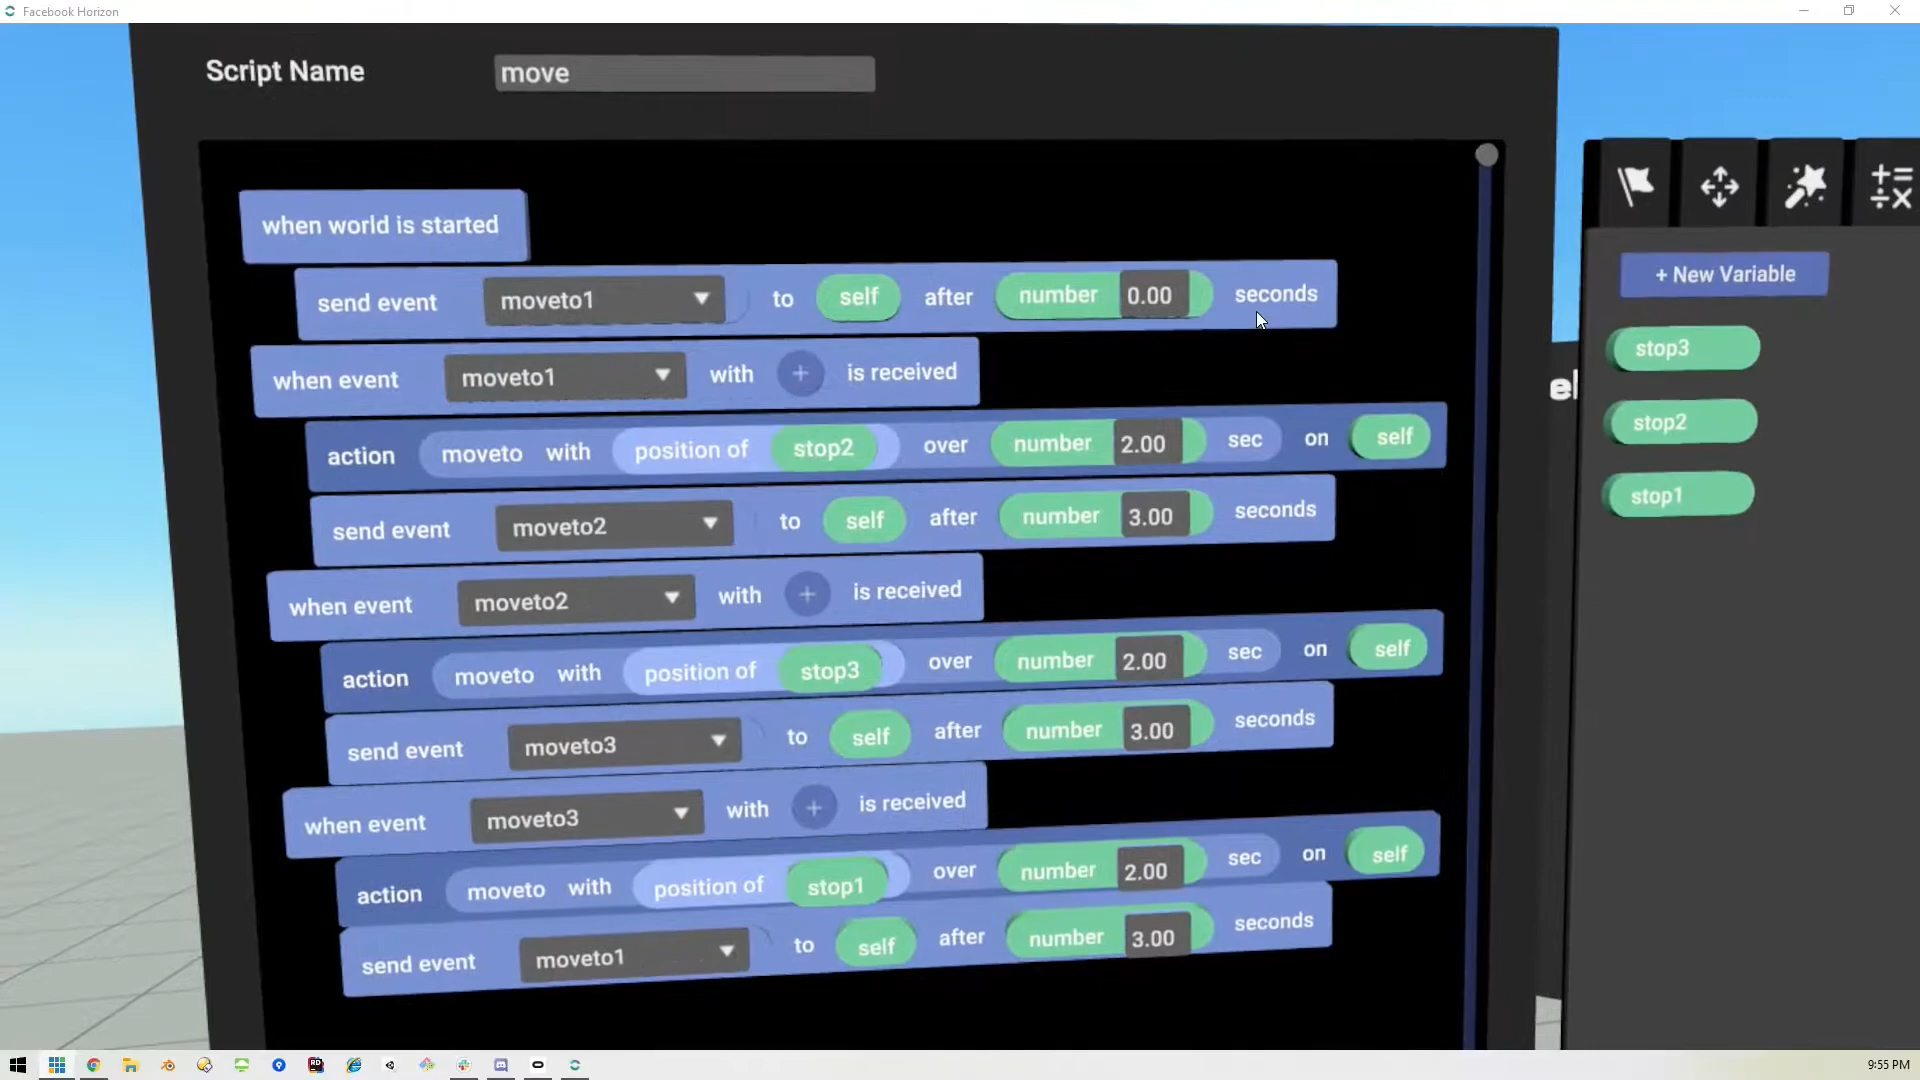 Facebook Horizon
Script Name move
when world is started
send event moveto1 to self after number 0.00 seconds
when event moveto1 with + is received
action moveto with position of stop2 over number 2.00 sec on self
send event moveto2 to self after number 3.00 seconds
when event moveto2 with + is received
action moveto with position of stop3 over number 2.00 sec on self
send event moveto3 to self after number 3.00 seconds
when event moveto3 with + is received
action moveto with position of stop1 over number 2.00 sec on self
send event moveto1 to self after number 3.00 seconds
+ New Variable
stop3
stop2
stop1
9:55 PM